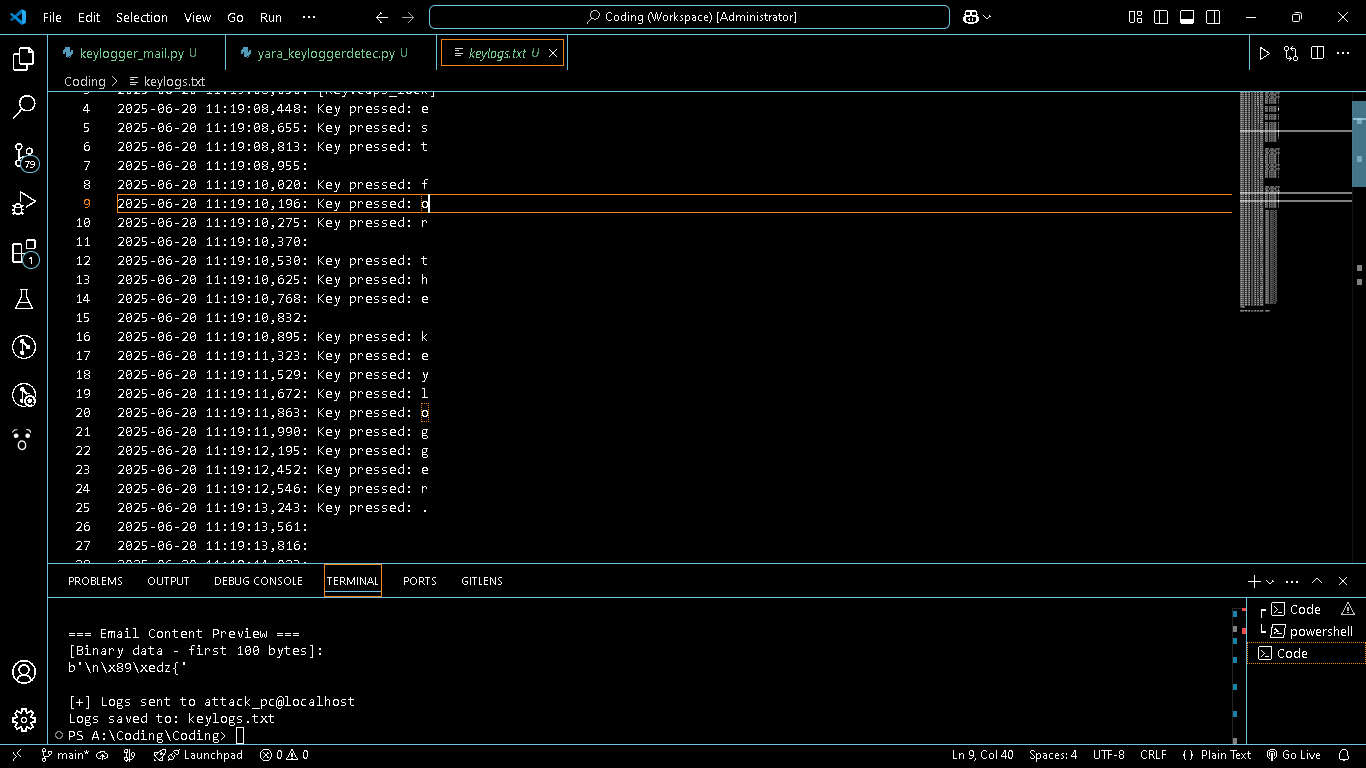 File Edit Selection View Go Run ···
Coding (Workspace) [Administrator]
keylogger_mail.py U
yara_keyloggerdetec.py U
keylogs.txt U
Coding > keylogs.txt
4 2025-06-20 11:19:08,448: Key pressed: e
5 2025-06-20 11:19:08,655: Key pressed: s
6 2025-06-20 11:19:08,813: Key pressed: t
7 2025-06-20 11:19:08,955:
8 2025-06-20 11:19:10,020: Key pressed: f
9 2025-06-20 11:19:10,196: Key pressed: o
10 2025-06-20 11:19:10,275: Key pressed: r
11 2025-06-20 11:19:10,370:
12 2025-06-20 11:19:10,530: Key pressed: t
13 2025-06-20 11:19:10,625: Key pressed: h
14 2025-06-20 11:19:10,768: Key pressed: e
15 2025-06-20 11:19:10,832:
16 2025-06-20 11:19:10,895: Key pressed: k
17 2025-06-20 11:19:11,323: Key pressed: e
18 2025-06-20 11:19:11,529: Key pressed: y
19 2025-06-20 11:19:11,672: Key pressed: l
20 2025-06-20 11:19:11,863: Key pressed: o
21 2025-06-20 11:19:11,990: Key pressed: g
22 2025-06-20 11:19:12,195: Key pressed: g
23 2025-06-20 11:19:12,452: Key pressed: e
24 2025-06-20 11:19:12,546: Key pressed: r
25 2025-06-20 11:19:13,243: Key pressed: .
26 2025-06-20 11:19:13,561:
27 2025-06-20 11:19:13,816:
79
1
PROBLEMS OUTPUT DEBUG CONSOLE TERMINAL PORTS GITLENS
=== Email Content Preview ===
[Binary data - first 100 bytes]:
b'\n\x89\xedz{'
[+] Logs sent to attack_pc@localhost
Logs saved to: keylogs.txt
PS A:\Coding\Coding>
Code
powershell
Code
main* Launchpad 0 0 Ln 9, Col 40 Spaces: 4 UTF-8 CRLF {} Plain Text Go Live